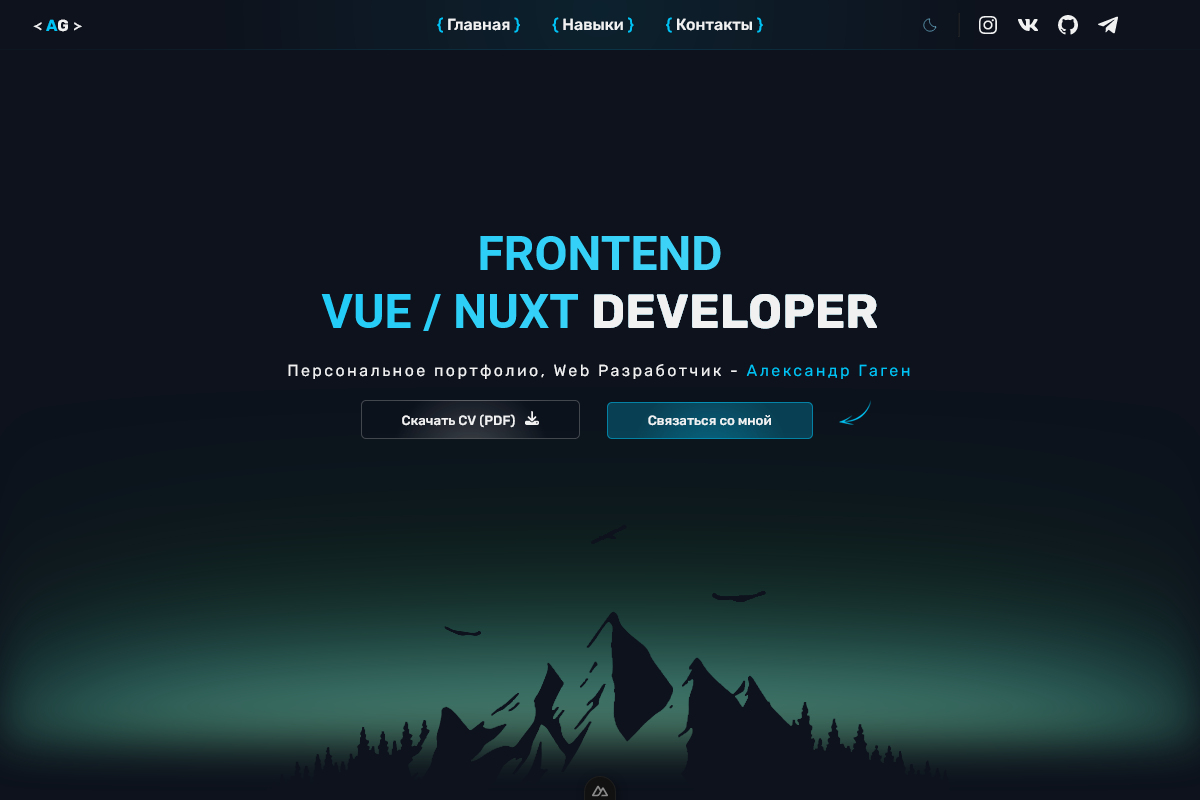 < AG >
{ Главная }
{ Навыки }
{ Контакты }
FRONTEND
VUE / NUXT DEVELOPER
Персональное портфолио, Web Разработчик - Александр Гаген
Скачать CV (PDF)
Связаться со мной